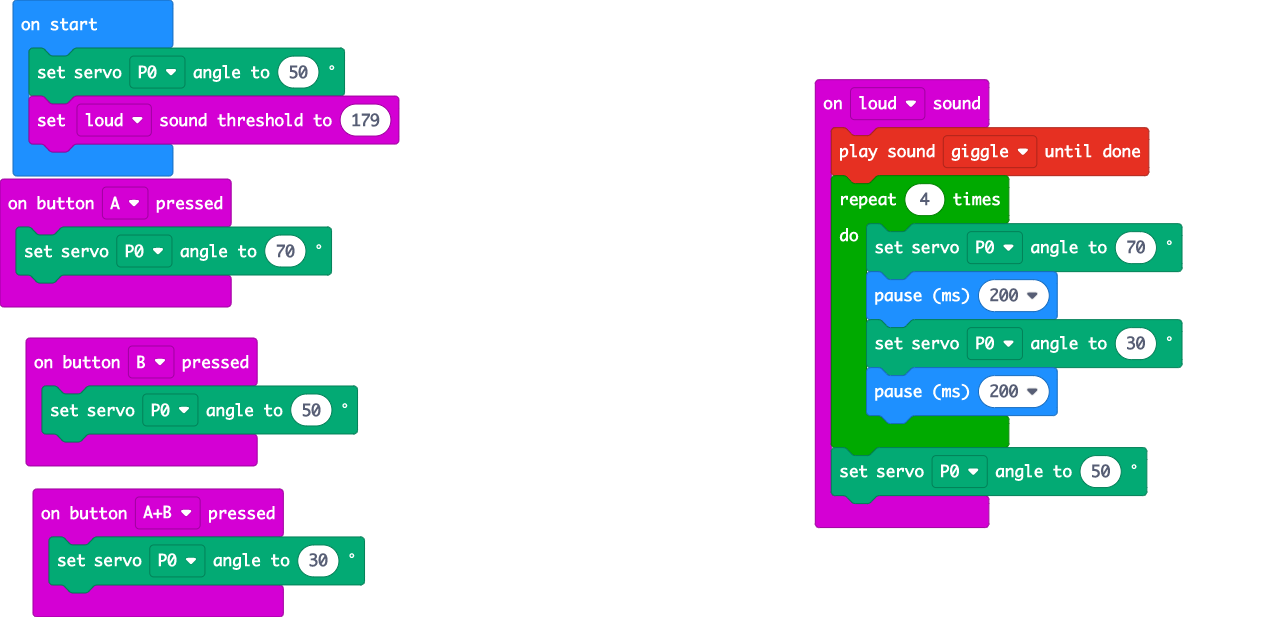 on start
set servo P0 angle to 50 °
set loud sound threshold to 179
on button A pressed
set servo P0 angle to 70 °
on button B pressed
set servo P0 angle to 50 °
on button A+B pressed
set servo P0 angle to 30 °
on loud sound
play sound giggle until done
repeat 4 times
do set servo P0 angle to 70 °
pause (ms) 200
set servo P0 angle to 30 °
pause (ms) 200
set servo P0 angle to 50 °